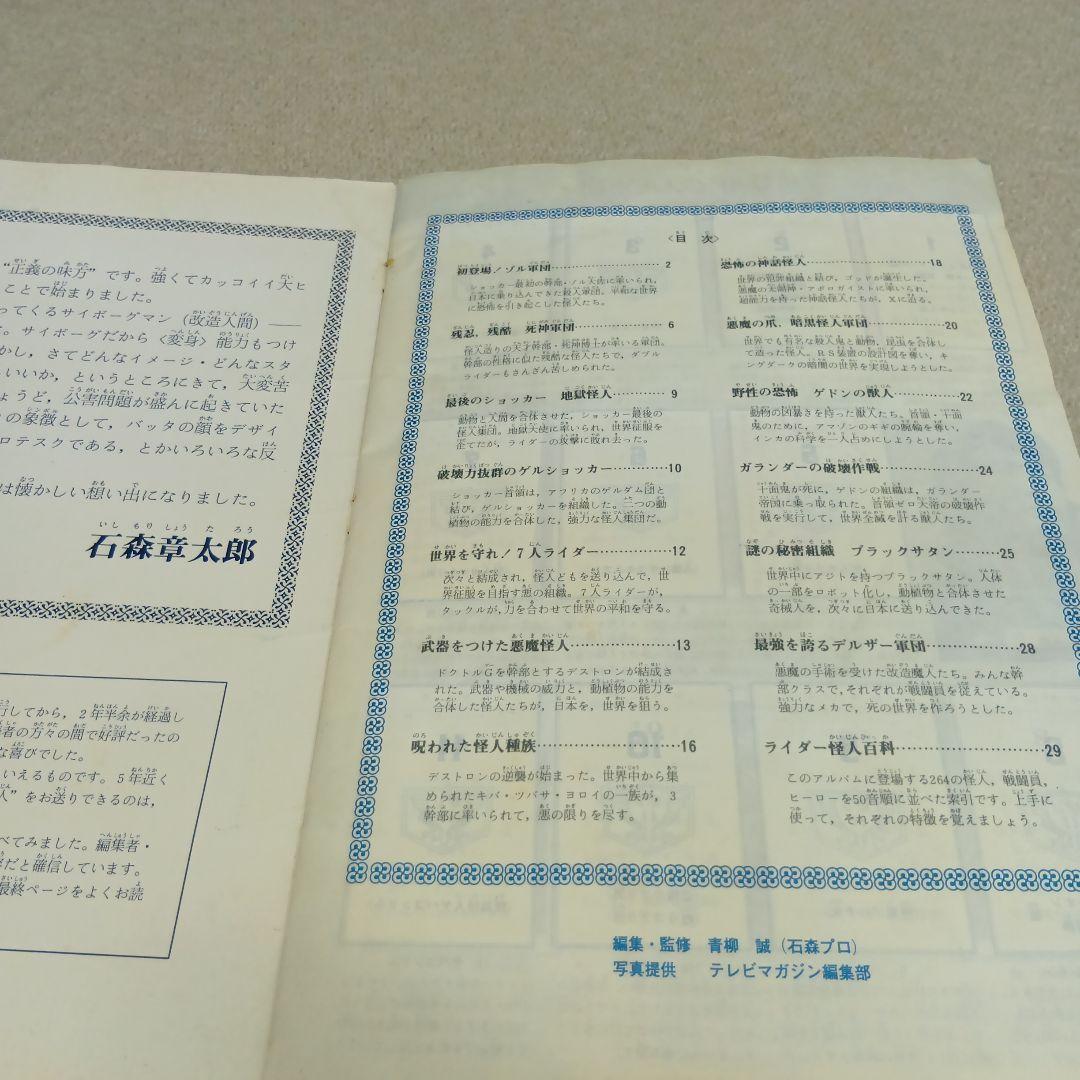 “正義の味方”です。強くてカッコイイ大ヒ
ことで始まりました。
ってくるサイボーグマン(改造人間)——
。サイボーグだから〈変身〉能力もつけ
かし,さてどんなイメージ・どんなスタ
いいか,というところにきて,大変苦
ょうど,公害問題が盛んに起きていた
の象徴として,バッタの顔をデザイ
ロテスクである,とかいろいろな反
は懐かしい想い出になりました。
いし もり しょう た ろう
石森章太郎
行してから,2年半余が経過し
者の方々の間で好評だったの
な喜びでした。
いえるものです。5年近く
人”をお送りできるのは,
べてみました。編集者・
だと確信しています。
最終ページをよくお読
〈目 次〉
初登場!ゾル軍団…………2
ショッカー最初の幹部・ゾル大佐に率いられ,
日本に乗り込んできた殺人軍団。平和な世界
に恐怖を引き起こした怪人たち。
残忍,残酷 死神軍団…………6
怪人造りの天才幹部・死神博士が率いる軍団。
幹部の性格に似た残酷な怪人たちで,ダブル
ライダーもさんざん苦しめられた。
最後のショッカー 地獄怪人…………9
動物と人間を合体させた,ショッカー最後の
怪人集団。地獄大使に率いられ,世界征服を
企てたが,ライダーの攻撃に敗れ去った。
破壊力抜群のゲルショッカー…………10
ショッカー首領は,アフリカのゲルダム団と
結び,ゲルショッカーを組織した。二つの動
植物の能力を合体した,強力な怪人集団だ。
世界を守れ!7人ライダー…………12
次々と結成され,怪人どもを送り込んで,世
界征服を目指す悪の組織。7人ライダーが,
タックルが,力を合わせて世界の平和を守る。
武器をつけた悪魔怪人…………13
ドクトルGを幹部とするデストロンが結成さ
れた。武器や機械の威力と,動植物の能力を
合体した怪人たちが,日本を,世界を狙う。
呪われた怪人種族…………16
デストロンの逆襲が始まった。世界中から集
められたキバ・ツバサ・ヨロイの一族が,3
幹部に率いられて,悪の限りを尽す。
恐怖の神話怪人…………18
世界の犯罪組織と結び,ゴッドが誕生した。
悪魔の大幹部・アポロガイストに率いられ,
超能力を持った神話怪人たちが,Xに迫る。
悪魔の爪,暗黒怪人軍団…………20
世界でも有名な殺人鬼と動物,昆虫を合体し
て造った怪人。RS装置の設計図を奪い,キ
ングダークの暗闇の世界を実現しようとした。
野性の恐怖 ゲドンの獣人…………22
動物の凶暴さを持った獣人たち。首領・十面
鬼のために,アマゾンのギギの腕輪を奪い,
インカの科学を一人占めにしようとした。
ガランダーの破壊作戦…………24
十面鬼が死に,ゲドンの組織は,ガランダー
帝国に乗っ取られた。首領ゼロ大帝の破壊作
戦を実行して,世界全滅を計る獣人たち。
謎の秘密組織 ブラックサタン…………25
世界中にアジトを持つブラックサタン。人体
の一部をロボット化し,動植物と合体させた
奇械人を,次々に日本に送り込んできた。
最強を誇るデルザー軍団…………28
悪魔の手術を受けた改造魔人たち。みんな幹
部クラスで,それぞれが戦闘員を従えている。
強力なメカで,死の世界を作ろうとした。
ライダー怪人百科…………29
このアルバムに登場する264の怪人,戦闘員,
ヒーローを50音順に並べた索引です。上手に
使って,それぞれの特徴を覚えましょう。
編集・監修 青柳 誠(石森プロ)
写真提供 テレビマガジン編集部